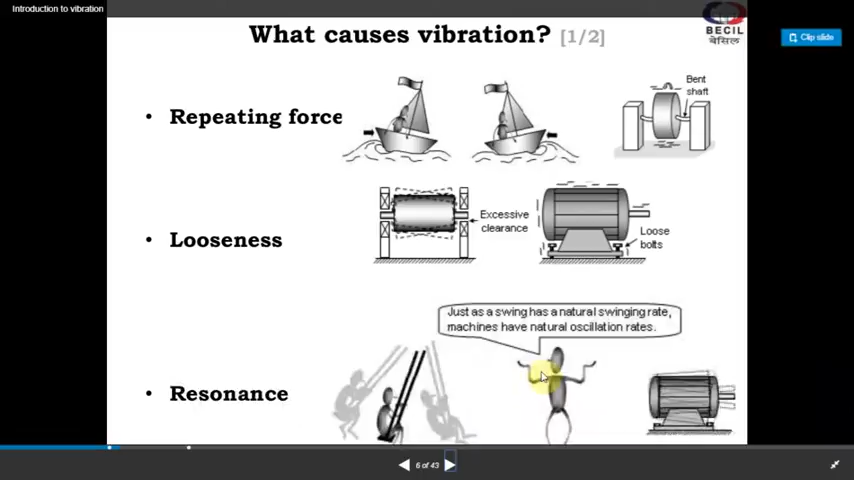 Introduction to vibration
What causes vibration? [1/2]
BECIL
बेसिल
Clip slide
• Repeating force
Bent
shaft
• Looseness
Excessive
clearance
Loose
bolts
Just as a swing has a natural swinging rate,
machines have natural oscillation rates.
• Resonance
6 of 43